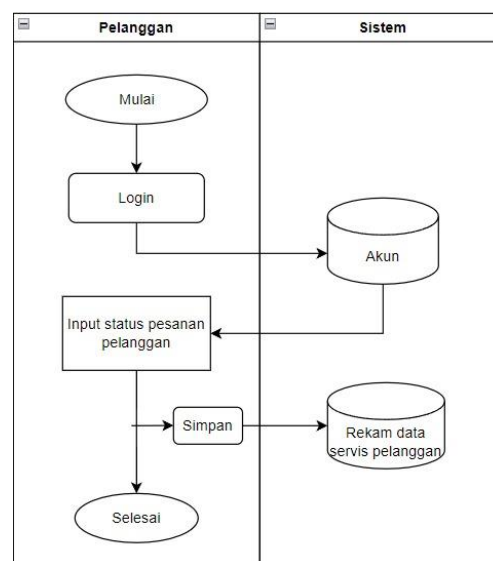 Pelanggan
Sistem
Mulai
Login
Akun
Input status pesanan
pelanggan
Simpan
Rekam data
servis pelanggan
Selesai